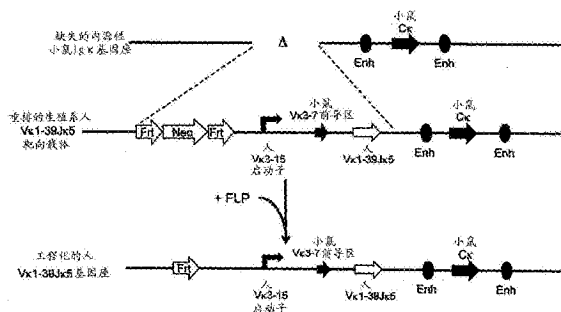 缺失的内源性
小鼠Igκ基因座
Δ
小鼠
Cκ
Enh
Enh
重排的生殖系人
Vκ1-39Jκ5
靶向载体
Frt
Neo
Frt
小鼠
Vκ3-7前导区
小鼠
Cκ
Enh
Enh
人
Vκ3-15
启动子
人
Vκ1-39Jκ5
+ FLP
工程化的人
Vκ1-39Jκ5基因座
Frt
小鼠
Vκ3-7前导区
小鼠
Cκ
Enh
Enh
人
Vκ3-15
启动子
人
Vκ1-39Jκ5